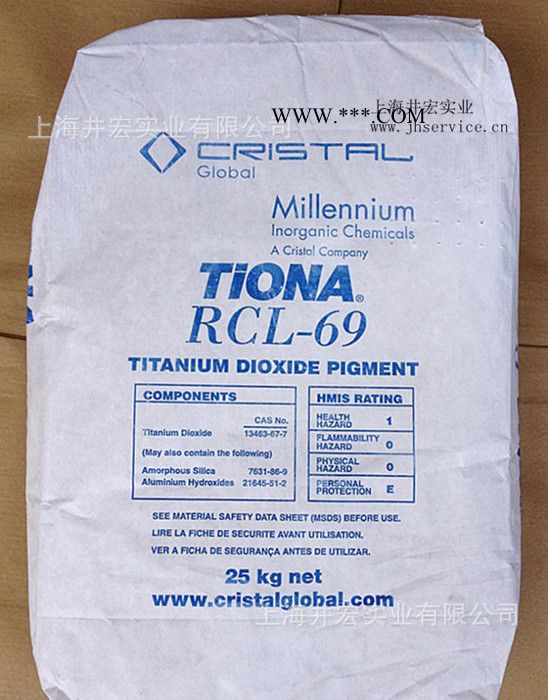 上海井宏实业
WWW.***.COM
www.jhservice.cn
上海井宏实业有限公司
CRISTAL
Global
Millennium
Inorganic Chemicals
A Cristal Company
TiONA®
RCL-69
TITANIUM DIOXIDE PIGMENT
COMPONENTS
CAS No.
Titanium Dioxide 13463-67-7
(May also contain the following)
Amorphous Silica 7631-86-9
Aluminium Hydroxides 21645-51-2
HMIS RATING
HEALTH HAZARD 1
FLAMMABILITY HAZARD 0
PHYSICAL HAZARD 0
PERSONAL PROTECTION E
SEE MATERIAL SAFETY DATA SHEET (MSDS) BEFORE USE.
LIRE LA FICHE DE SECURITE AVANT UTILISATION.
VER A FICHA DE SEGURANÇA ANTES DE UTILIZAR.
25 kg net
www.cristalglobal.com
上海井宏实业有限公司